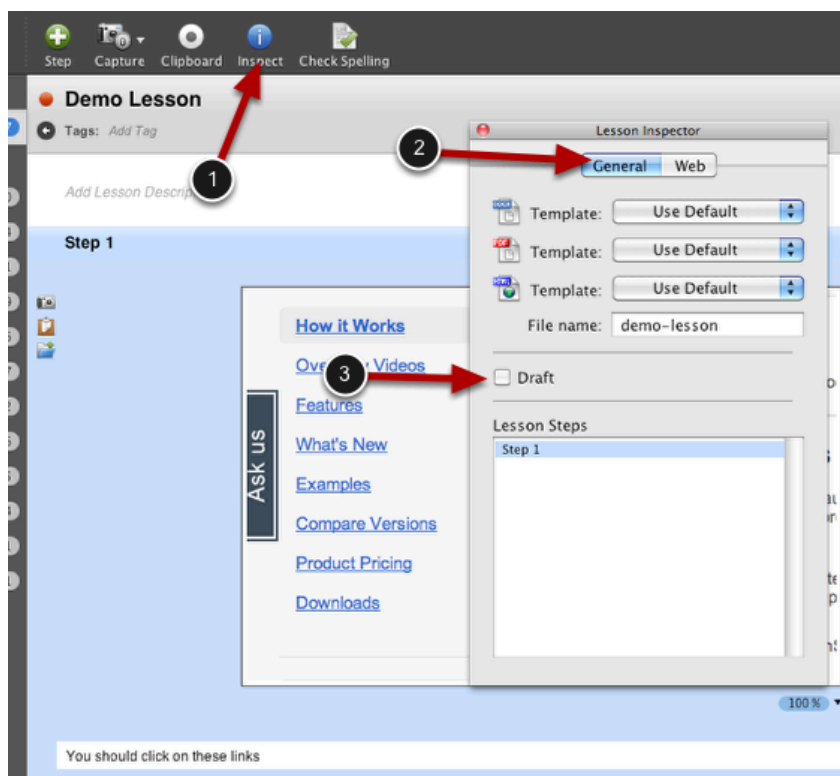 Step Capture Clipboard Inspect Check Spelling
Demo Lesson
Tags: Add Tag
1
2
Add Lesson
Step 1
Lesson Inspector
General Web
Template: Use Default
Template: Use Default
Template: Use Default
File name: demo-lesson
3
Draft
Lesson Steps
Step 1
Ask us
How it Works
Videos
Features
What's New
Examples
Compare Versions
Product Pricing
Downloads
100%
You should click on these links